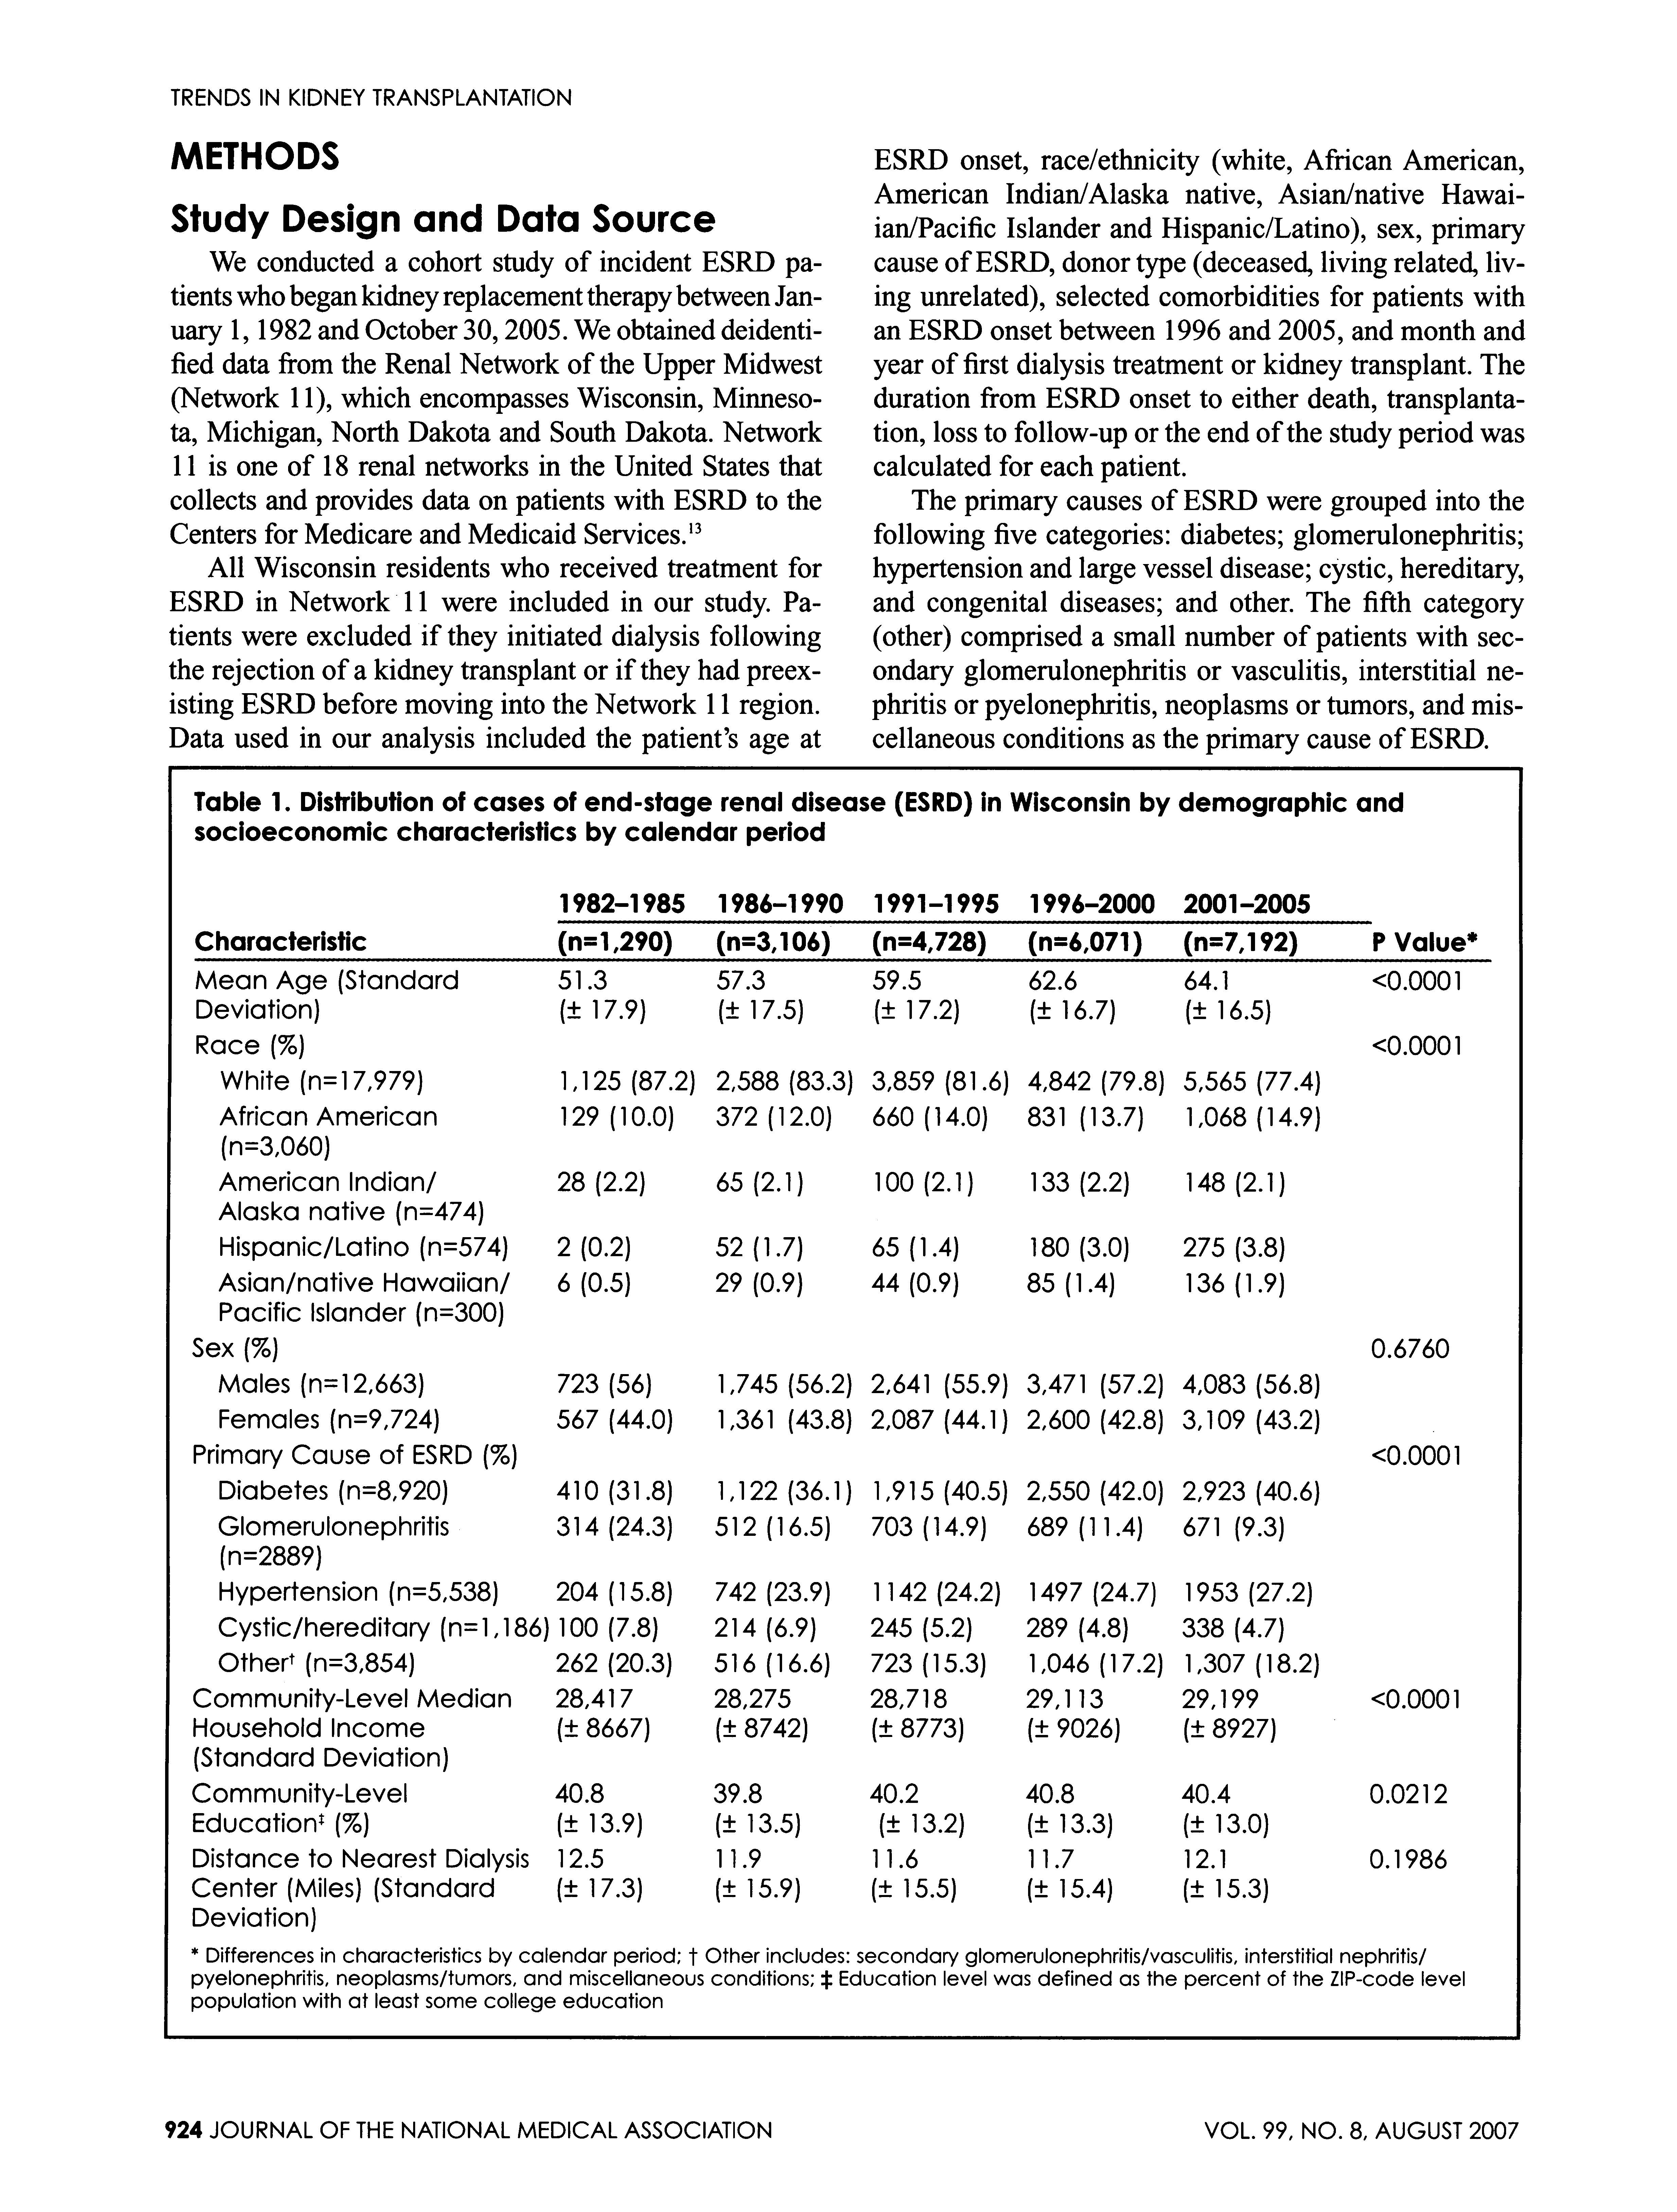 TRENDS IN KIDNEY TRANSPLANTATION
METHODS
Study Design and Data Source
We conducted a cohort study of incident ESRD pa-
tients who began kidney replacement therapy between Jan-
uary 1, 1982 and October 30, 2005. We obtained deidenti-
fied data from the Renal Network of the Upper Midwest
(Network 11), which encompasses Wisconsin, Minneso-
ta, Michigan, North Dakota and South Dakota. Network
11 is one of 18 renal networks in the United States that
collects and provides data on patients with ESRD to the
Centers for Medicare and Medicaid Services.¹³
All Wisconsin residents who received treatment for
ESRD in Network 11 were included in our study. Pa-
tients were excluded if they initiated dialysis following
the rejection of a kidney transplant or if they had preex-
isting ESRD before moving into the Network 11 region.
Data used in our analysis included the patient's age at
ESRD onset, race/ethnicity (white, African American,
American Indian/Alaska native, Asian/native Hawai-
ian/Pacific Islander and Hispanic/Latino), sex, primary
cause of ESRD, donor type (deceased, living related, liv-
ing unrelated), selected comorbidities for patients with
an ESRD onset between 1996 and 2005, and month and
year of first dialysis treatment or kidney transplant. The
duration from ESRD onset to either death, transplanta-
tion, loss to follow-up or the end of the study period was
calculated for each patient.
The primary causes of ESRD were grouped into the
following five categories: diabetes; glomerulonephritis;
hypertension and large vessel disease; cystic, hereditary,
and congenital diseases; and other. The fifth category
(other) comprised a small number of patients with sec-
ondary glomerulonephritis or vasculitis, interstitial ne-
phritis or pyelonephritis, neoplasms or tumors, and mis-
cellaneous conditions as the primary cause of ESRD.
Table 1. Distribution of cases of end-stage renal disease (ESRD) in Wisconsin by demographic and
socioeconomic characteristics by calendar period
1982–1985 1986–1990 1991–1995 1996–2000 2001–2005
Characteristic (n=1,290) (n=3,106) (n=4,728) (n=6,071) (n=7,192) P Value*
Mean Age (Standard 51.3 57.3 59.5 62.6 64.1 <0.0001
Deviation) (± 17.9) (± 17.5) (± 17.2) (± 16.7) (± 16.5)
Race (%) <0.0001
White (n=17,979) 1,125 (87.2) 2,588 (83.3) 3,859 (81.6) 4,842 (79.8) 5,565 (77.4)
African American 129 (10.0) 372 (12.0) 660 (14.0) 831 (13.7) 1,068 (14.9)
(n=3,060)
American Indian/ 28 (2.2) 65 (2.1) 100 (2.1) 133 (2.2) 148 (2.1)
Alaska native (n=474)
Hispanic/Latino (n=574) 2 (0.2) 52 (1.7) 65 (1.4) 180 (3.0) 275 (3.8)
Asian/native Hawaiian/ 6 (0.5) 29 (0.9) 44 (0.9) 85 (1.4) 136 (1.9)
Pacific Islander (n=300)
Sex (%) 0.6760
Males (n=12,663) 723 (56) 1,745 (56.2) 2,641 (55.9) 3,471 (57.2) 4,083 (56.8)
Females (n=9,724) 567 (44.0) 1,361 (43.8) 2,087 (44.1) 2,600 (42.8) 3,109 (43.2)
Primary Cause of ESRD (%) <0.0001
Diabetes (n=8,920) 410 (31.8) 1,122 (36.1) 1,915 (40.5) 2,550 (42.0) 2,923 (40.6)
Glomerulonephritis 314 (24.3) 512 (16.5) 703 (14.9) 689 (11.4) 671 (9.3)
(n=2889)
Hypertension (n=5,538) 204 (15.8) 742 (23.9) 1142 (24.2) 1497 (24.7) 1953 (27.2)
Cystic/hereditary (n=1,186) 100 (7.8) 214 (6.9) 245 (5.2) 289 (4.8) 338 (4.7)
Other† (n=3,854) 262 (20.3) 516 (16.6) 723 (15.3) 1,046 (17.2) 1,307 (18.2)
Community-Level Median 28,417 28,275 28,718 29,113 29,199 <0.0001
Household Income (± 8667) (± 8742) (± 8773) (± 9026) (± 8927)
(Standard Deviation)
Community-Level 40.8 39.8 40.2 40.8 40.4 0.0212
Education‡ (%) (± 13.9) (± 13.5) (± 13.2) (± 13.3) (± 13.0)
Distance to Nearest Dialysis 12.5 11.9 11.6 11.7 12.1 0.1986
Center (Miles) (Standard (± 17.3) (± 15.9) (± 15.5) (± 15.4) (± 15.3)
Deviation)
* Differences in characteristics by calendar period; † Other includes: secondary glomerulonephritis/vasculitis, interstitial nephritis/
pyelonephritis, neoplasms/tumors, and miscellaneous conditions; ‡ Education level was defined as the percent of the ZIP-code level
population with at least some college education
924 JOURNAL OF THE NATIONAL MEDICAL ASSOCIATION VOL. 99, NO. 8, AUGUST 2007